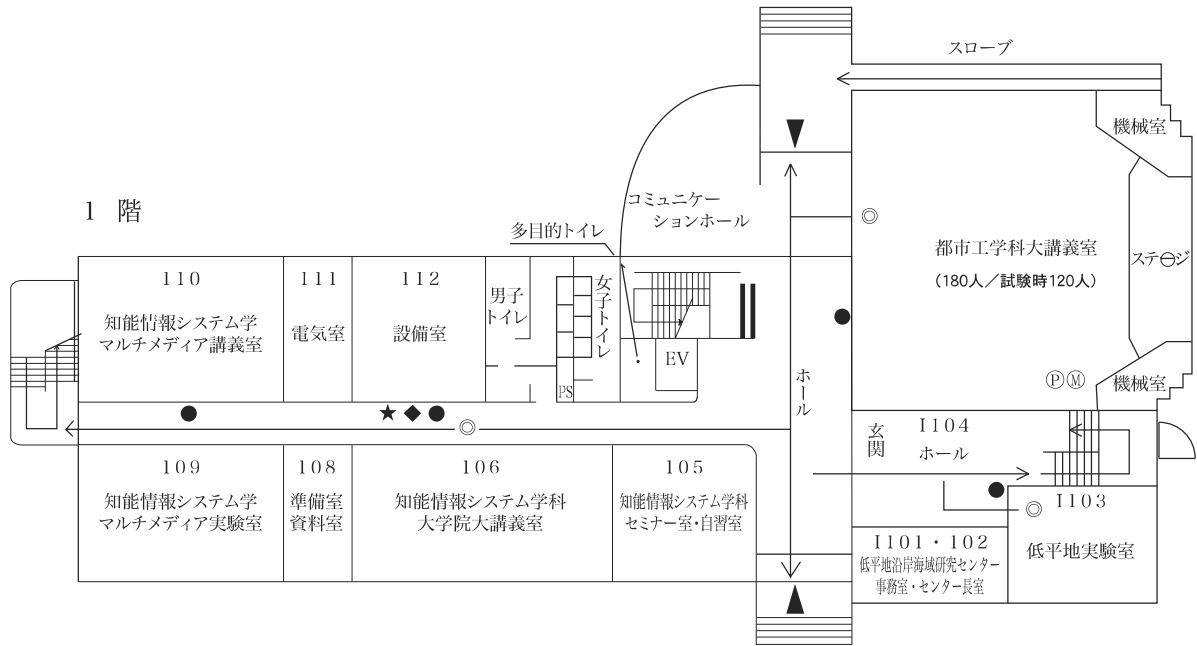 スロープ
機械室
1 階
コミュニケー
ションホール
多目的トイレ
都市工学科大講義室
(180人／試験時120人)
ステージ
110
知能情報システム学
マルチメディア講義室
111
電気室
112
設備室
男子
トイレ
女子トイレ
PS
EV
ホール
Ⓟ Ⓜ
機械室
玄関
I104
ホール
109
知能情報システム学
マルチメディア実験室
108
準備室
資料室
106
知能情報システム学科
大学院大講義室
105
知能情報システム学科
セミナー室・自習室
I103
低平地実験室
I101・102
低平地沿岸海域研究センター
事務室・センター長室